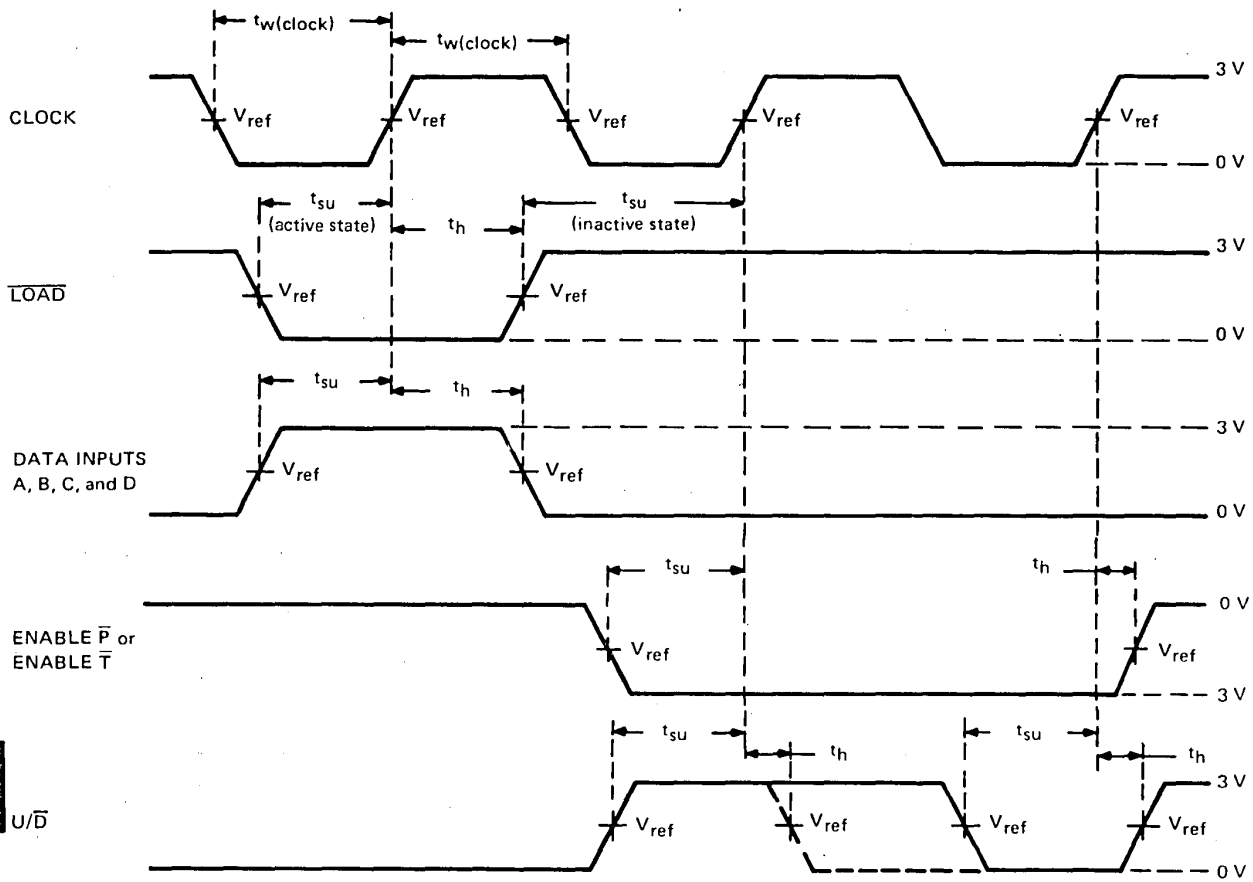 tw(clock)
tw(clock)
3 V
CLOCK
Vref
Vref
Vref
Vref
Vref
0 V
tsu
(active state)
th
tsu
(inactive state)
3 V
L̅O̅A̅D̅
Vref
Vref
0 V
tsu
th
3 V
DATA INPUTS
A, B, C, and D
Vref
Vref
0 V
tsu
th
0 V
ENABLE P̅ or
ENABLE T̅
Vref
Vref
3 V
tsu
th
tsu
th
3 V
U/D̅
Vref
Vref
Vref
Vref
0 V